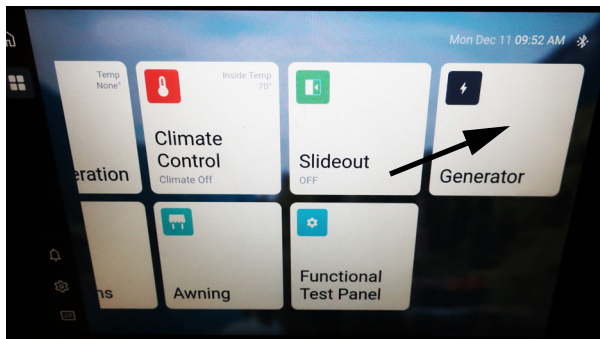 Mon Dec 11 09:52 AM
Temp
None°
eration
Inside Temp
70°
Climate
Control
Climate Off
Slideout
OFF
Generator
ns
Awning
Functional
Test Panel